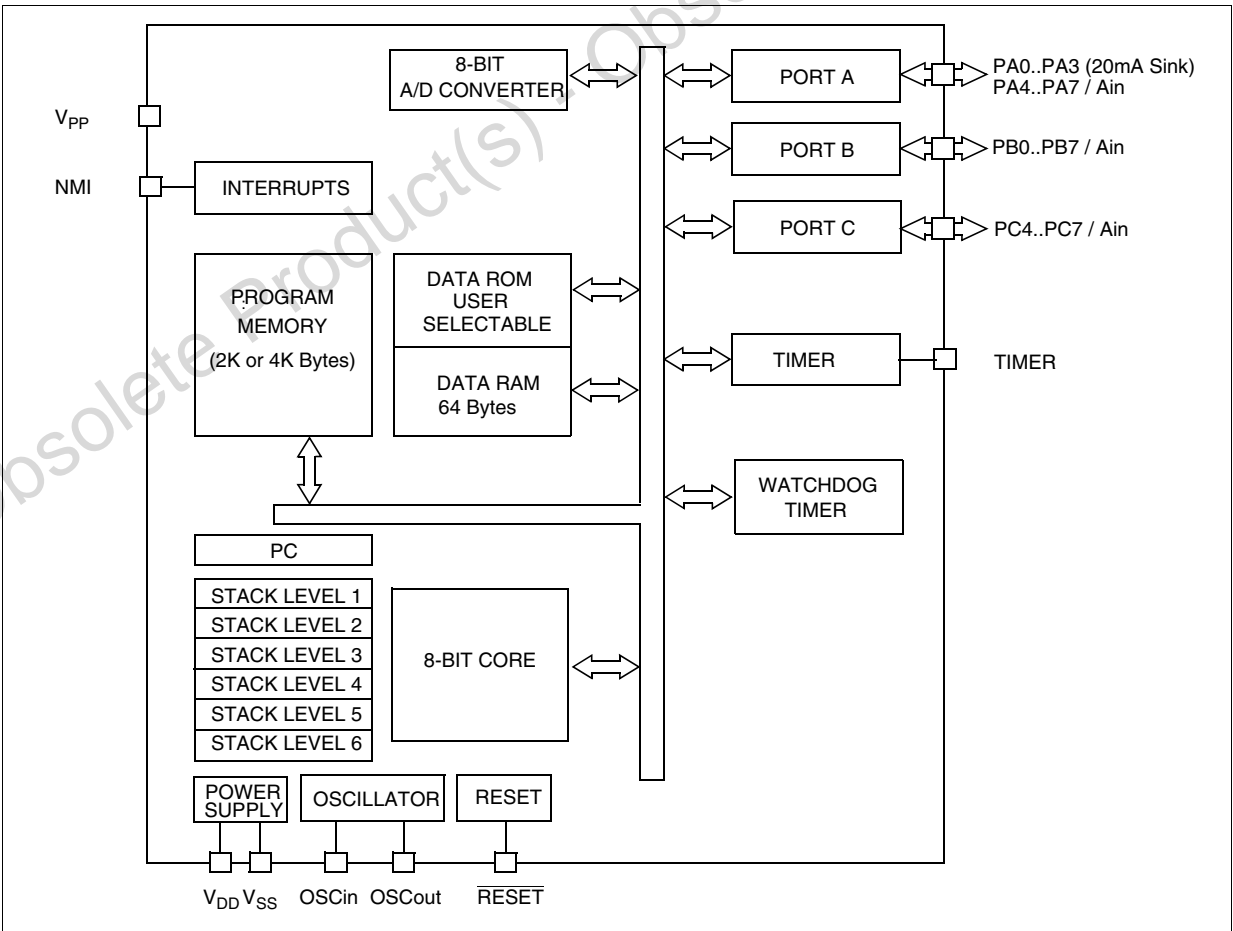 8-BIT
A/D CONVERTER
PORT A
PA0..PA3 (20mA Sink)
PA4..PA7 / Ain
VPP
PORT B
PB0..PB7 / Ain
NMI
INTERRUPTS
PORT C
PC4..PC7 / Ain
PROGRAM
MEMORY
(2K or 4K Bytes)
DATA ROM
USER
SELECTABLE
DATA RAM
64 Bytes
TIMER
TIMER
WATCHDOG
TIMER
PC
STACK LEVEL 1
STACK LEVEL 2
STACK LEVEL 3
STACK LEVEL 4
STACK LEVEL 5
STACK LEVEL 6
8-BIT CORE
POWER
SUPPLY
OSCILLATOR
RESET
VDD VSS OSCin OSCout RESET
Obsolete Product(s) - Obso